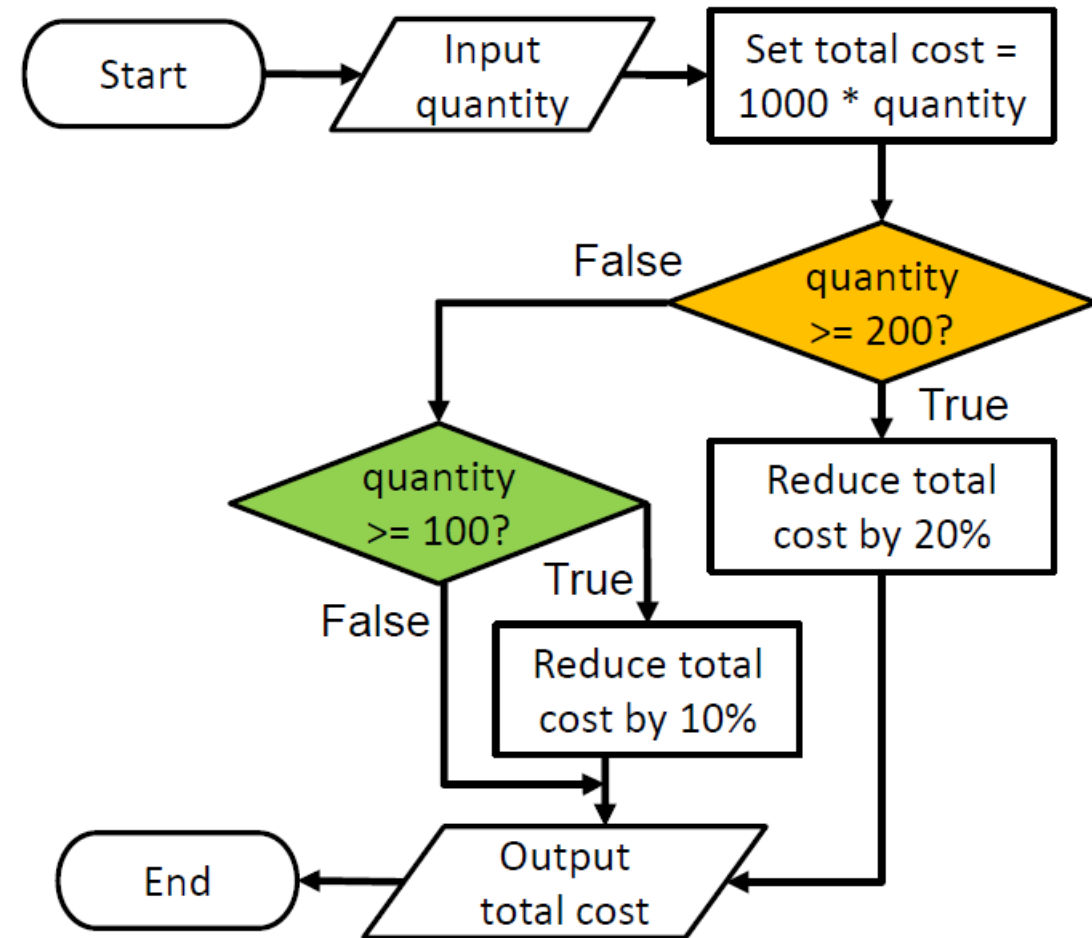 Start
Input
quantity
Set total cost =
1000 * quantity
False
quantity
>= 200?
True
quantity
>= 100?
Reduce total
cost by 20%
True
False
Reduce total
cost by 10%
Output
total cost
End